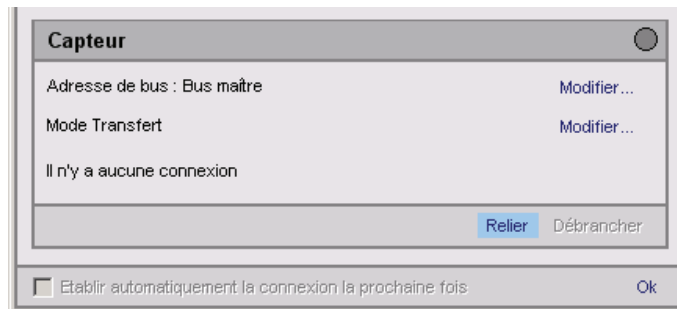 Capteur
Adresse de bus : Bus maître
Modifier...
Mode Transfert
Modifier...
Il n'y a aucune connexion
Relier
Débrancher
Etablir automatiquement la connexion la prochaine fois
Ok